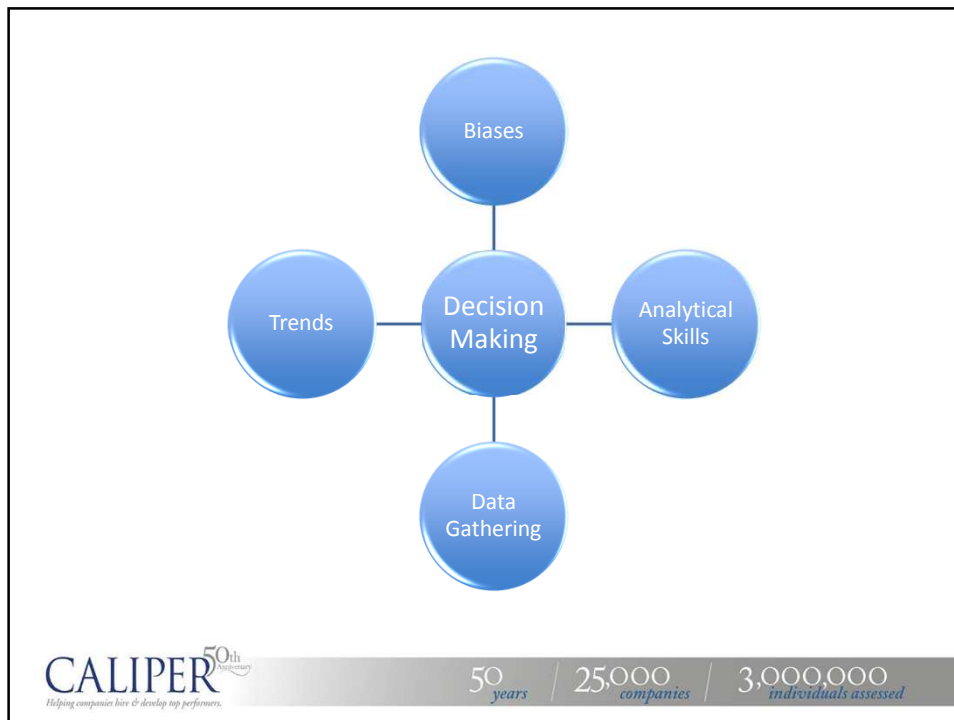 Biases
Trends
Decision
Making
Analytical
Skills
Data
Gathering
CALIPER 50th
Anniversary
Helping companies hire & develop top performers.
50 years
25,000 companies
3,000,000 individuals assessed